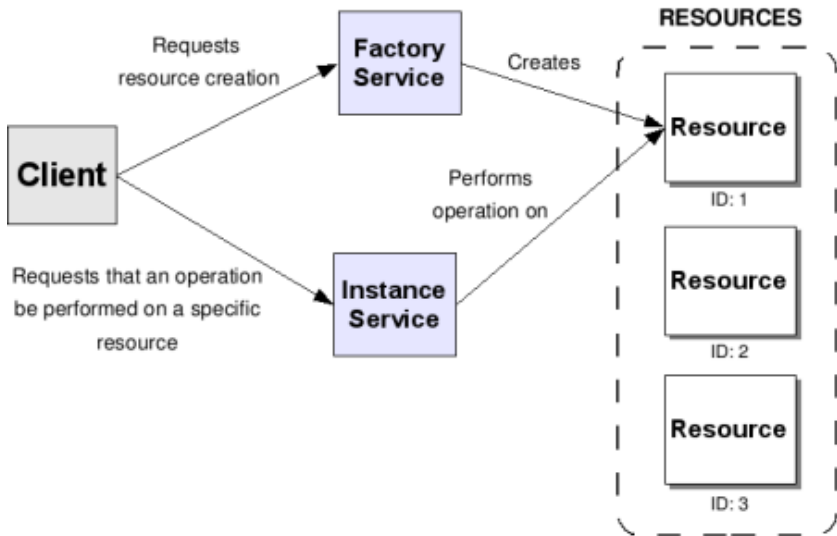 RESOURCES
Requests
resource creation
Factory
Service
Creates
Resource
ID: 1
Client
Performs
operation on
Requests that an operation
be performed on a specific
resource
Instance
Service
Resource
ID: 2
Resource
ID: 3